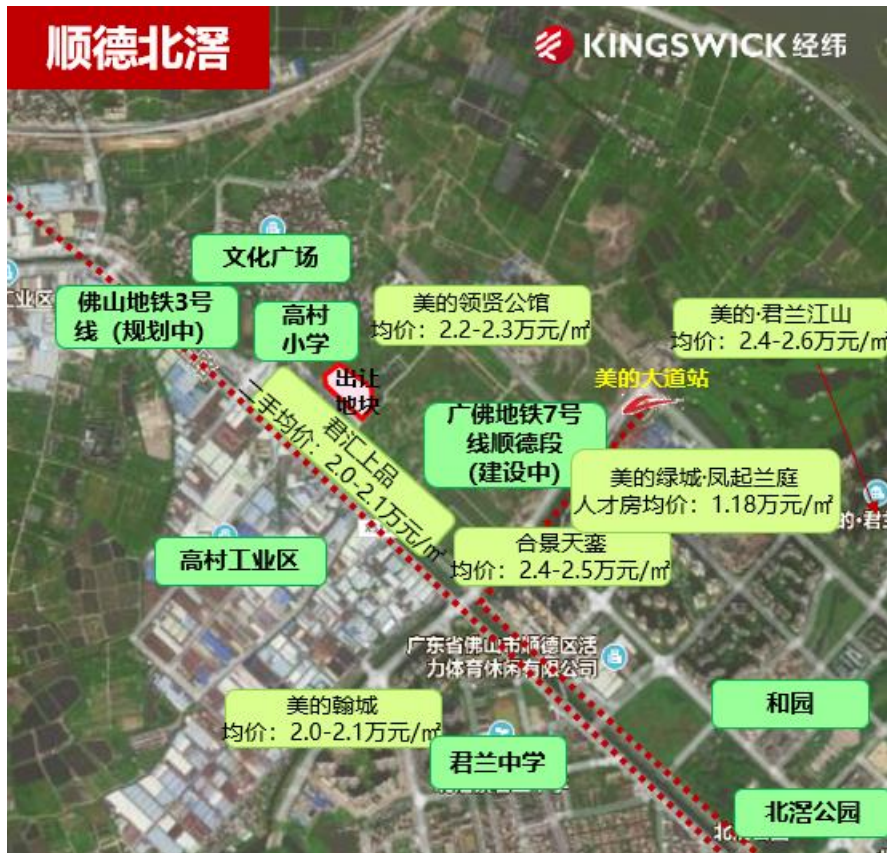 顺德北滘
KINGSWICK 经纬
文化广场
工业区
佛山地铁3号
线（规划中）
高村
小学
美的领贤公馆
均价：2.2-2.3万元/㎡
美的·君兰江山
均价：2.4-2.6万元/㎡
出让
地块
美的大道站
君汇上品
二手均价：2.0-2.1万元/㎡
广佛地铁7号
线顺德段
(建设中)
美的绿城·凤起兰庭
人才房均价：1.18万元/㎡
的·君兰
高村工业区
合景天銮
均价：2.4-2.5万元/㎡
广东省佛山市顺德区活
力体育休闲有限公司
美的翰城
均价：2.0-2.1万元/㎡
和园
君兰中学
北滘公园